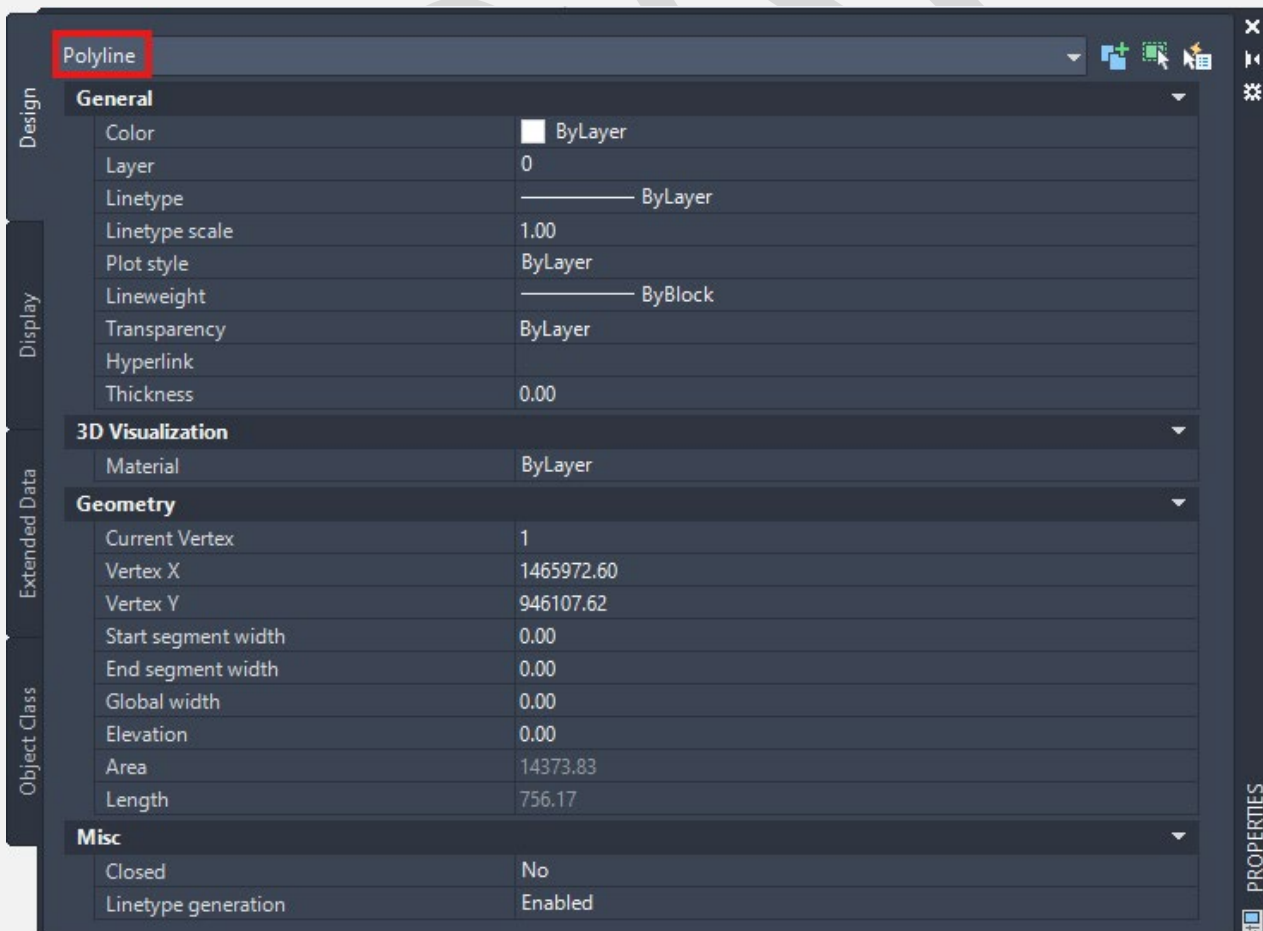 Polyline
General
Color ByLayer
Layer 0
Linetype ByLayer
Linetype scale 1.00
Plot style ByLayer
Lineweight ByBlock
Transparency ByLayer
Hyperlink
Thickness 0.00
3D Visualization
Material ByLayer
Geometry
Current Vertex 1
Vertex X 1465972.60
Vertex Y 946107.62
Start segment width 0.00
End segment width 0.00
Global width 0.00
Elevation 0.00
Area 14373.83
Length 756.17
Misc
Closed No
Linetype generation Enabled
Design
Display
Extended Data
Object Class
PROPERTIES